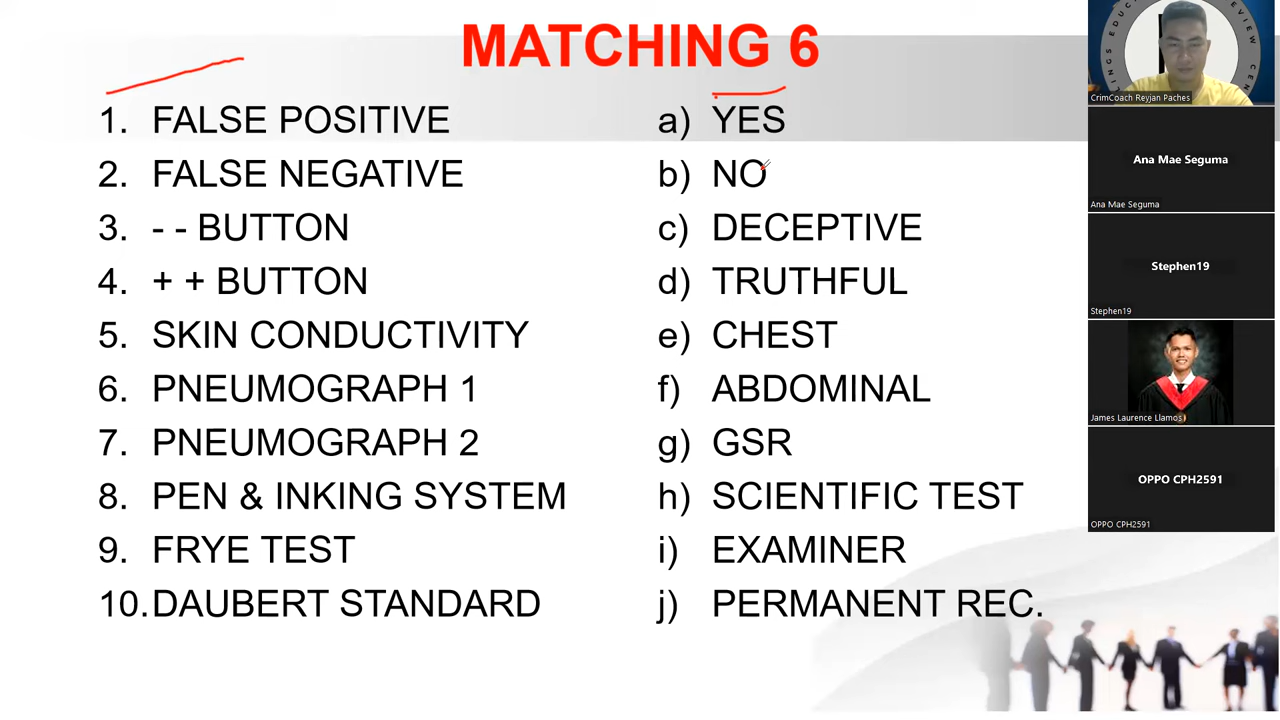 MATCHING 6
1. FALSE POSITIVE
2. FALSE NEGATIVE
3. - - BUTTON
4. + + BUTTON
5. SKIN CONDUCTIVITY
6. PNEUMOGRAPH 1
7. PNEUMOGRAPH 2
8. PEN & INKING SYSTEM
9. FRYE TEST
10. DAUBERT STANDARD
a) YES
b) NO
c) DECEPTIVE
d) TRUTHFUL
e) CHEST
f) ABDOMINAL
g) GSR
h) SCIENTIFIC TEST
i) EXAMINER
j) PERMANENT REC.
CrimCoach Reyjan Paches
Ana Mae Seguma
Ana Mae Seguma
Stephen19
Stephen19
James Laurence Llamos
OPPO CPH2591
OPPO CPH2591